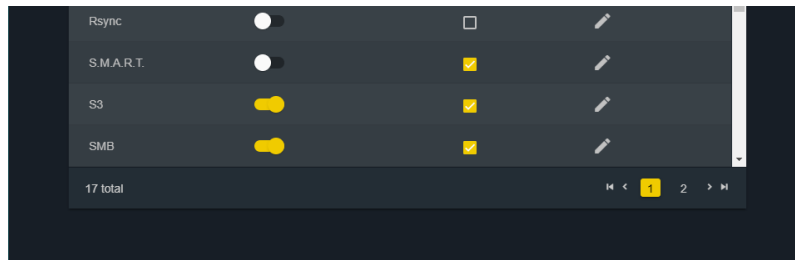 Rsync
S.M.A.R.T.
S3
SMB
17 total
1 2